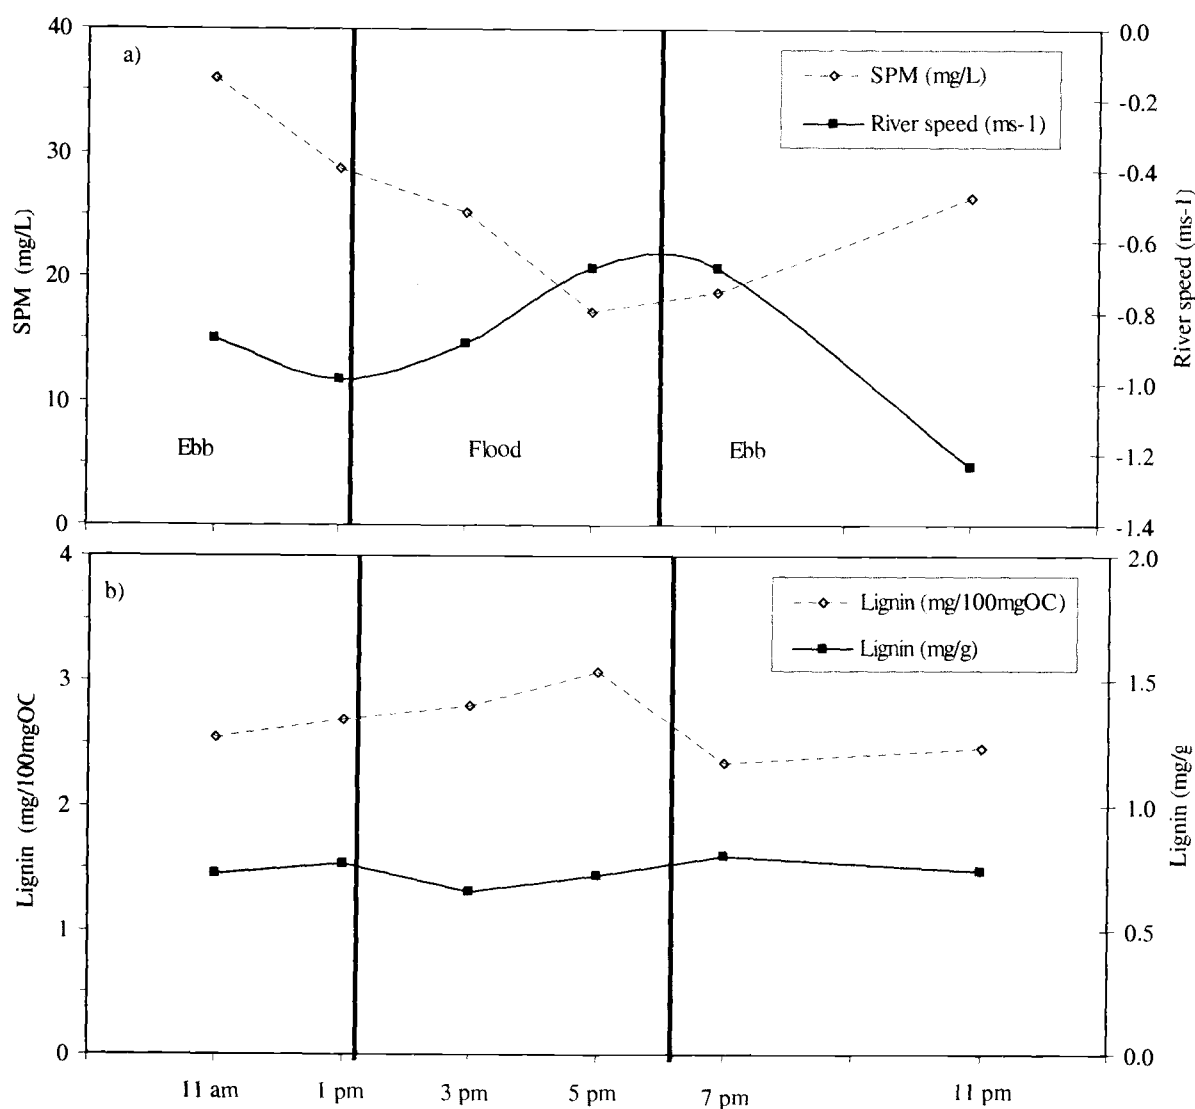 a)
SPM (mg/L)
River speed (ms-1)
40
30
20
10
0
SPM (mg/L)
0.0
-0.2
-0.4
-0.6
-0.8
-1.0
-1.2
-1.4
River speed (ms-1)
Ebb
Flood
Ebb
b)
Lignin (mg/100mgOC)
Lignin (mg/g)
4
3
2
1
0
Lignin (mg/100mgOC
2.0
1.5
1.0
0.5
0.0
Lignin (mg/g
11 am
1 pm
3 pm
5 pm
7 pm
11 pm